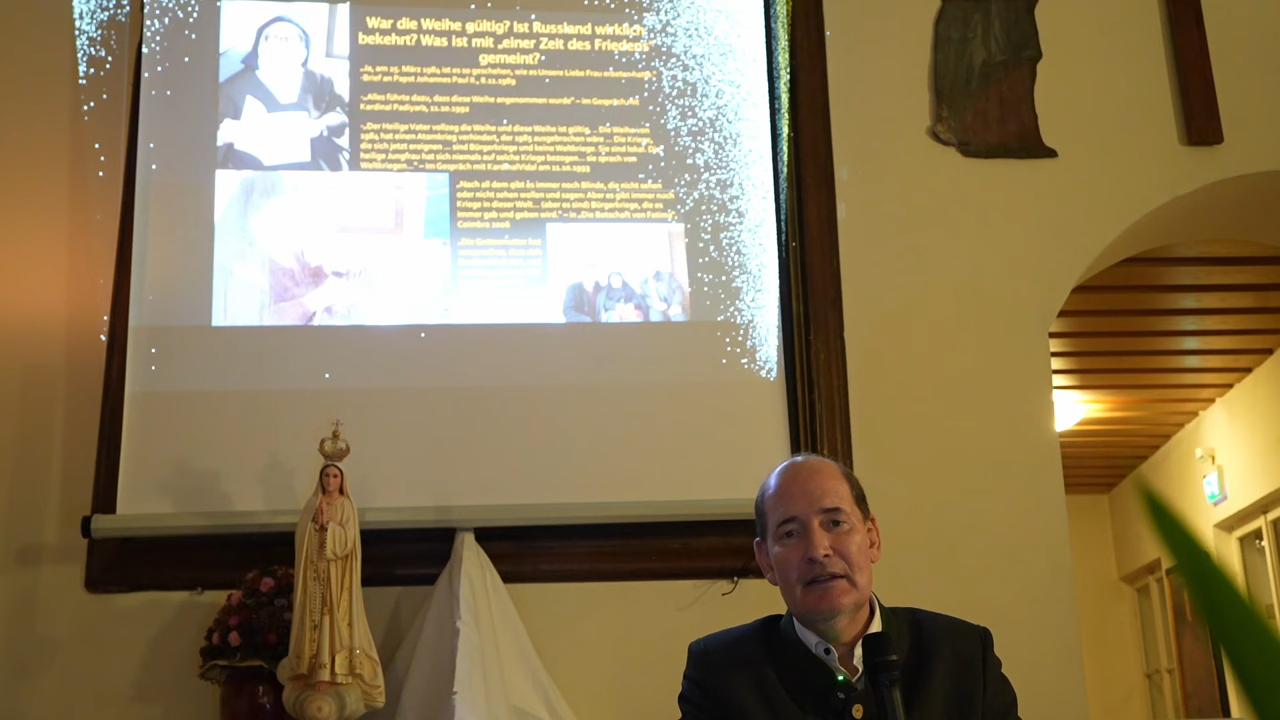 War die Weihe gültig? Ist Russland wirklich
bekehrt? Was ist mit „einer Zeit des Friedens"
gemeint?
„Ja, am 25. März 1984 ist es so geschehen, wie es Unsere Liebe Frau erbeten hatte."
-Brief an Papst Johannes Paul II., 8.11.1989
-„Alles führte dazu, dass diese Weihe angenommen wurde" – im Gespräch mit
Kardinal Padiyara, 11.10.1992
-„Der Heilige Vater vollzog die Weihe und diese Weihe ist gültig. ... Die Weihe von
1984 hat einen Atomkrieg verhindert, der 1985 ausgebrochen wäre ... Die Kriege,
die sich jetzt ereignen ... sind Bürgerkriege und keine Weltkriege. Sie sind lokal. Die
heilige Jungfrau hat sich niemals auf solche Kriege bezogen... sie sprach von
Weltkriegen..." – im Gespräch mit Kardinal Vidal am 11.10.1993
„Nach all dem gibt es immer noch Blinde, die nicht sehen
oder nicht sehen wollen und sagen: Aber es gibt immer noch
Kriege in dieser Welt... (aber es sind) Bürgerkriege, die es
immer gab und geben wird." – in „Die Botschaft von Fatima",
Coimbra 2006
„Die Gottesmutter hat